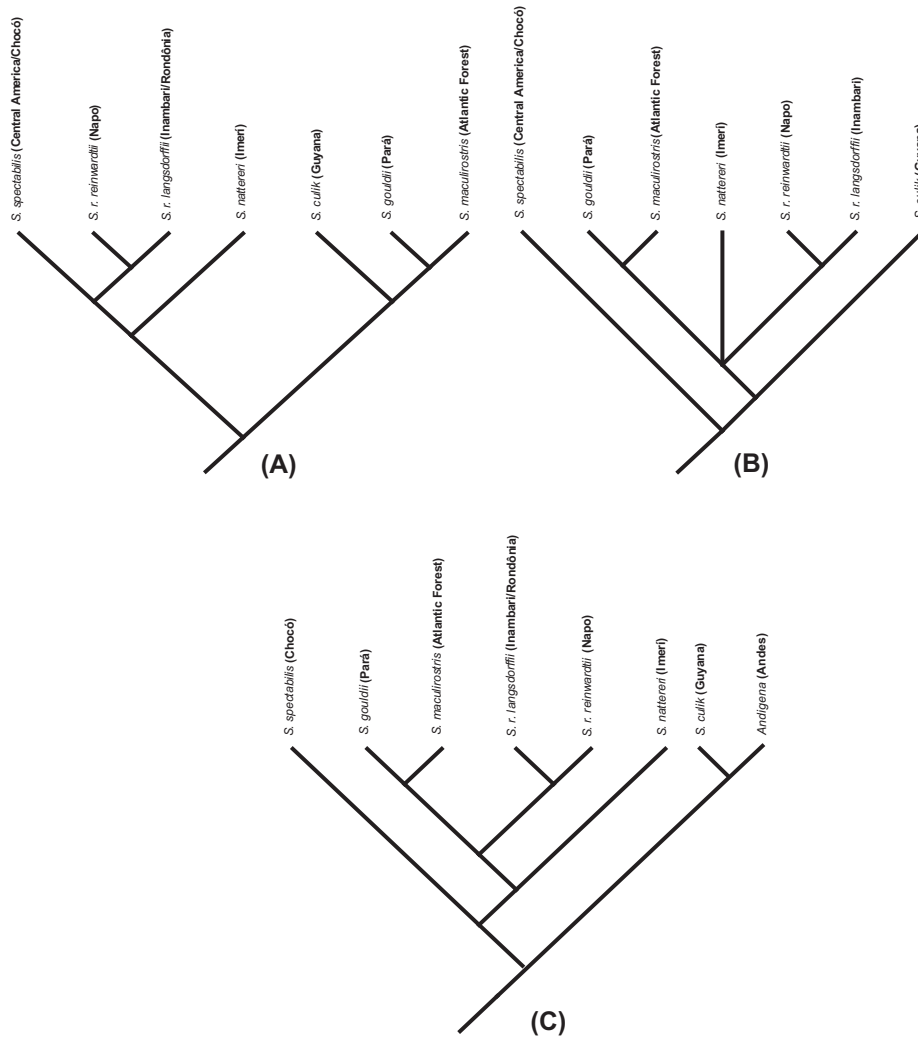 S. spectabilis (Central America/Chocó)
S. r. reinwardtii (Napo)
S. r. langsdorffii (Inambari/Rondônia)
S. nattereri (Imeri)
S. culik (Guyana)
S. gouldii (Pará)
S. maculirostris (Atlantic Forest)
(A)
S. spectabilis (Central America/Chocó)
S. gouldii (Pará)
S. maculirostris(Atlantic Forest)
S. nattereri (Imeri)
S. r. reinwardtii (Napo)
S. r. langsdorffii (Inambari)
S. culik (Guyana)
(B)
S. spectabilis (Chocó)
S. gouldii (Pará)
S. maculirostris (Atlantic Forest)
S. r. langsdorffii (Inambari/Rondônia)
S. r. reinwardtii (Napo)
S. nattereri (Imeri)
S. culik (Guyana)
Andigena (Andes)
(C)